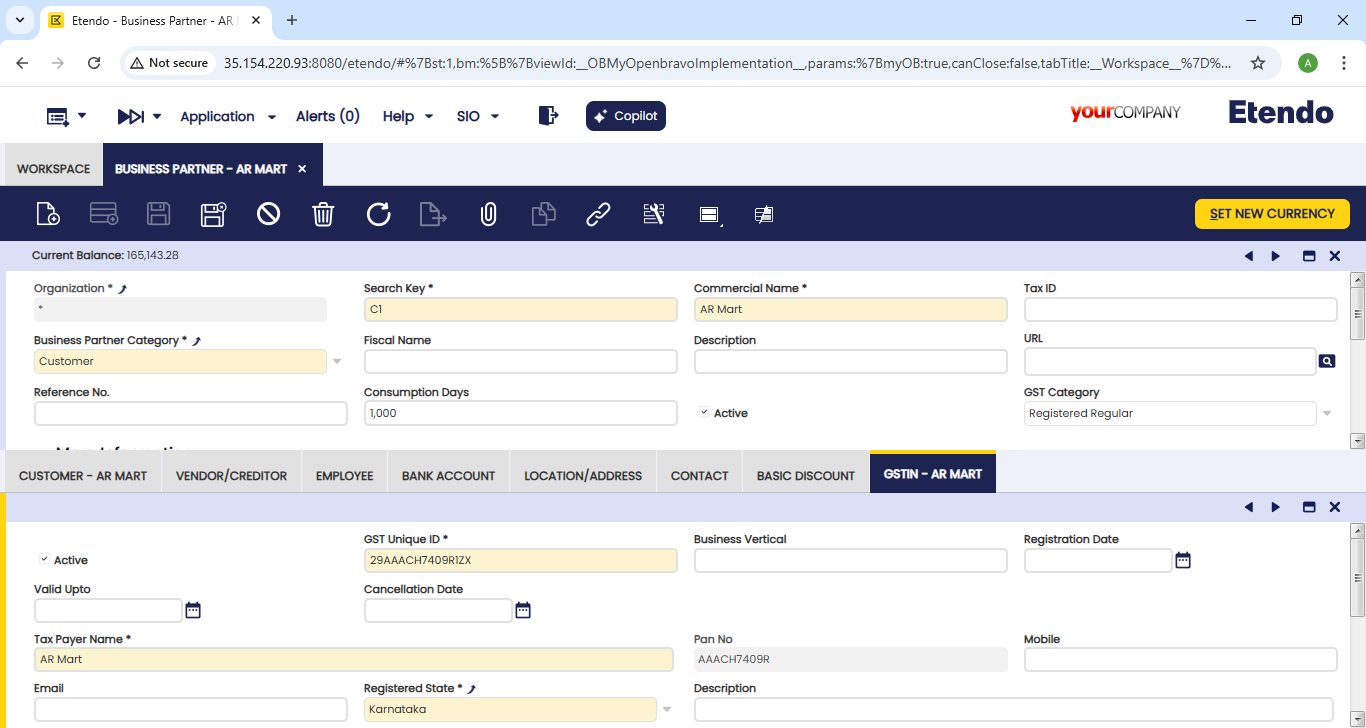 Etendo - Business Partner - AR
Not secure
35.154.220.93:8080/etendo/#%7Bst:1,bm:%5B%7BviewId:__OBMyOpenbravoImplementation__,params:%7BmyOB:true,canClose:false,tabTitle:__Workspace__%7D%...
A
Application
Alerts (0)
Help
SIO
Copilot
yourCOMPANY
Etendo
WORKSPACE
BUSINESS PARTNER - AR MART
SET NEW CURRENCY
Current Balance: 165,143.28
Organization *
Search Key *
Commercial Name *
Tax ID
*
C1
AR Mart
Business Partner Category *
Fiscal Name
Description
URL
Customer
Reference No.
Consumption Days
GST Category
1,000
Active
Registered Regular
CUSTOMER - AR MART
VENDOR/CREDITOR
EMPLOYEE
BANK ACCOUNT
LOCATION/ADDRESS
CONTACT
BASIC DISCOUNT
GSTIN - AR MART
Active
GST Unique ID *
Business Vertical
Registration Date
29AAACH7409R1ZX
Valid Upto
Cancellation Date
Tax Payer Name *
Pan No
Mobile
AR Mart
AAACH7409R
Email
Registered State *
Description
Karnataka